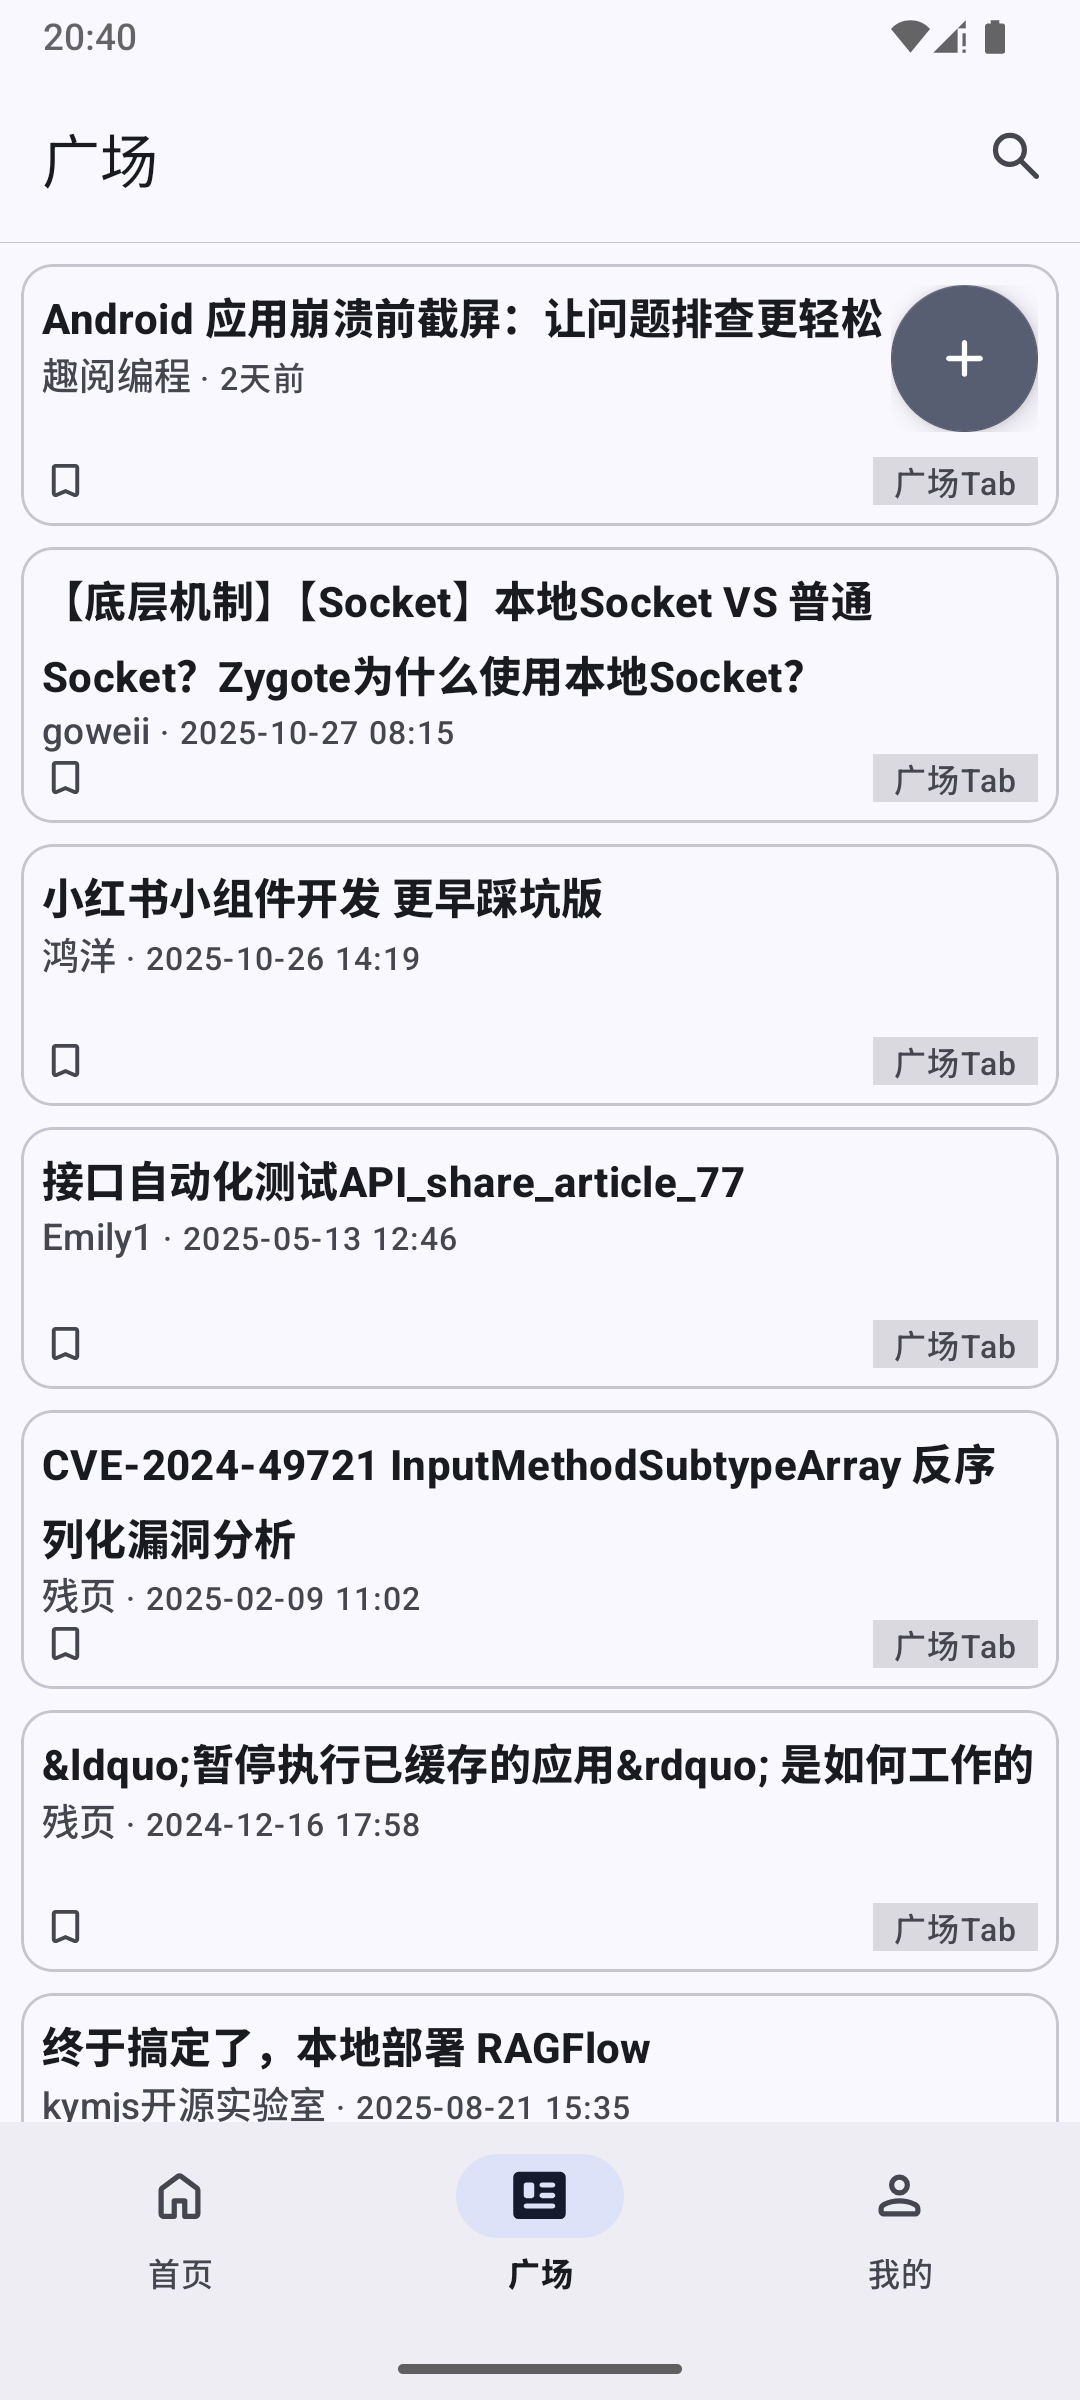 20:40
广场
Android 应用崩溃前截屏：让问题排查更轻松
趣阅编程 · 2天前
广场Tab
【底层机制】【Socket】本地Socket VS 普通
Socket？Zygote为什么使用本地Socket？
goweii · 2025-10-27 08:15
广场Tab
小红书小组件开发 更早踩坑版
鸿洋 · 2025-10-26 14:19
广场Tab
接口自动化测试API_share_article_77
Emily1 · 2025-05-13 12:46
广场Tab
CVE-2024-49721 InputMethodSubtypeArray 反序
列化漏洞分析
残页 · 2025-02-09 11:02
广场Tab
&ldquo;暂停执行已缓存的应用&rdquo; 是如何工作的
残页 · 2024-12-16 17:58
广场Tab
终于搞定了，本地部署 RAGFlow
kymjs开源实验室 · 2025-08-21 15:35
首页
广场
我的